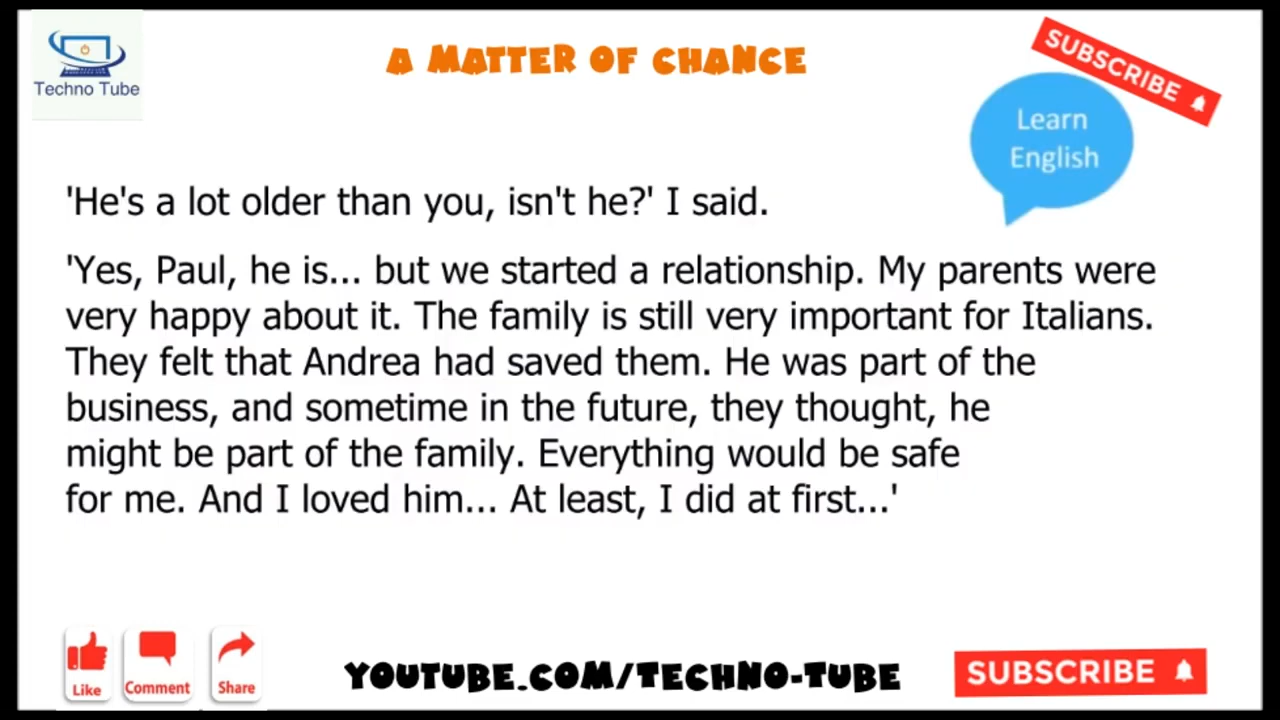 A MATTER OF CHANCE
SUBSCRIBE
Techno Tube
Learn
English
'He's a lot older than you, isn't he?' I said.
'Yes, Paul, he is... but we started a relationship. My parents were
very happy about it. The family is still very important for Italians.
They felt that Andrea had saved them. He was part of the
business, and sometime in the future, they thought, he
might be part of the family. Everything would be safe
for me. And I loved him... At least, I did at first...'
Like
Comment
Share
YOUTUBE.COM/TECHNO-TUBE
SUBSCRIBE